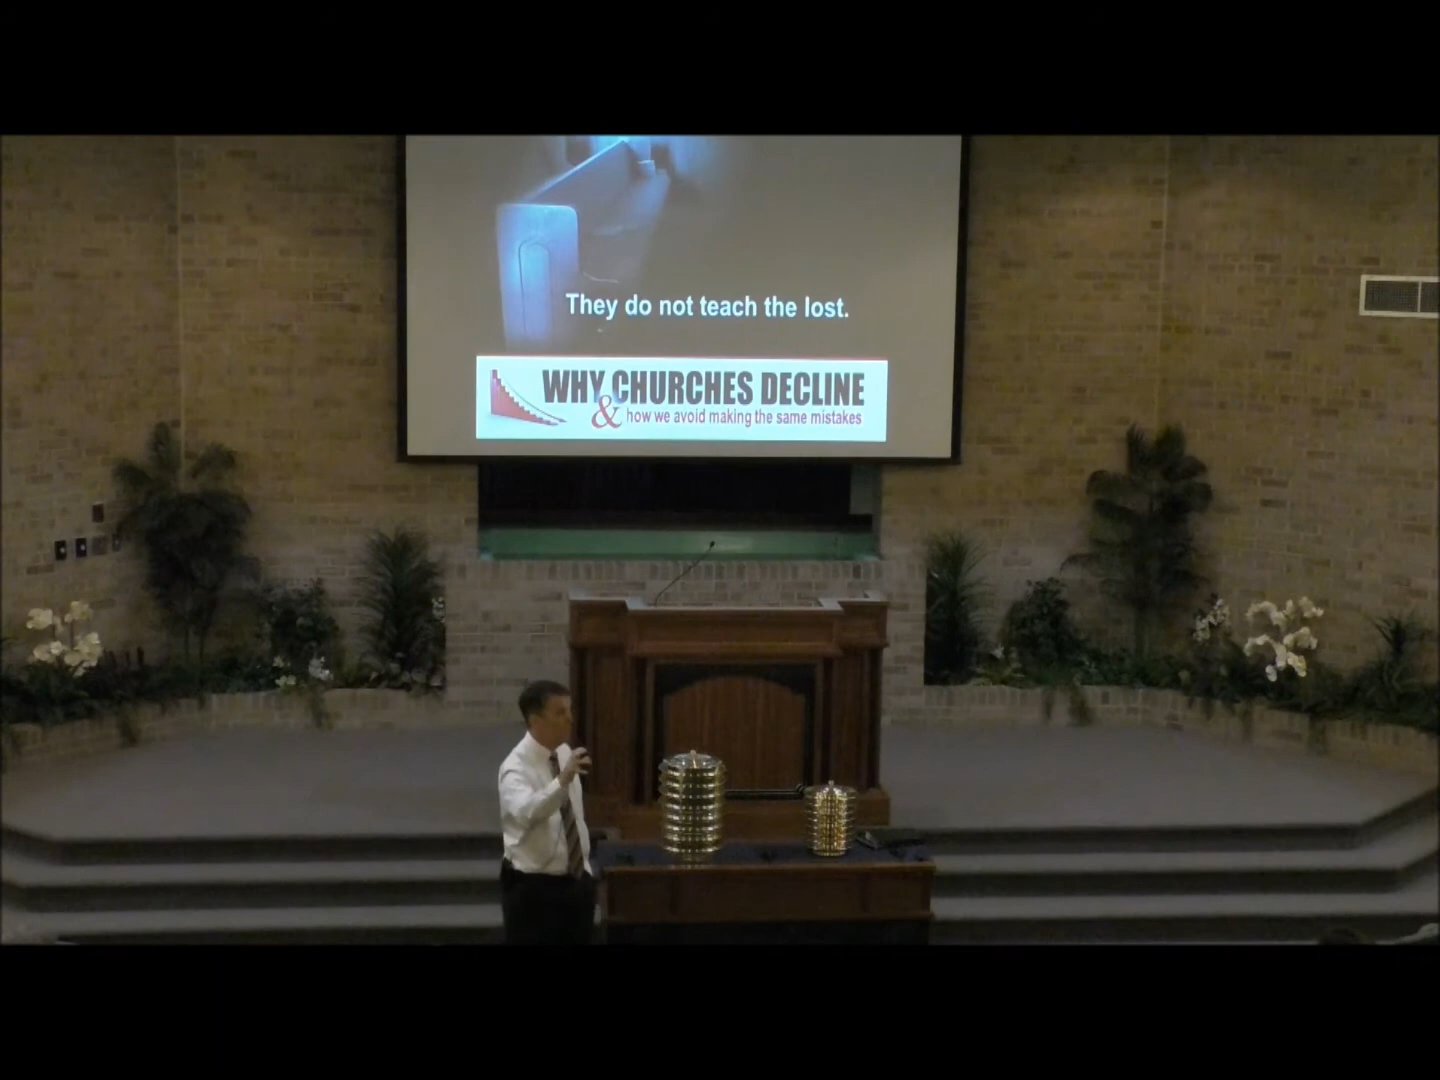 They do not teach the lost.
WHY CHURCHES DECLINE
& how we avoid making the same mistakes